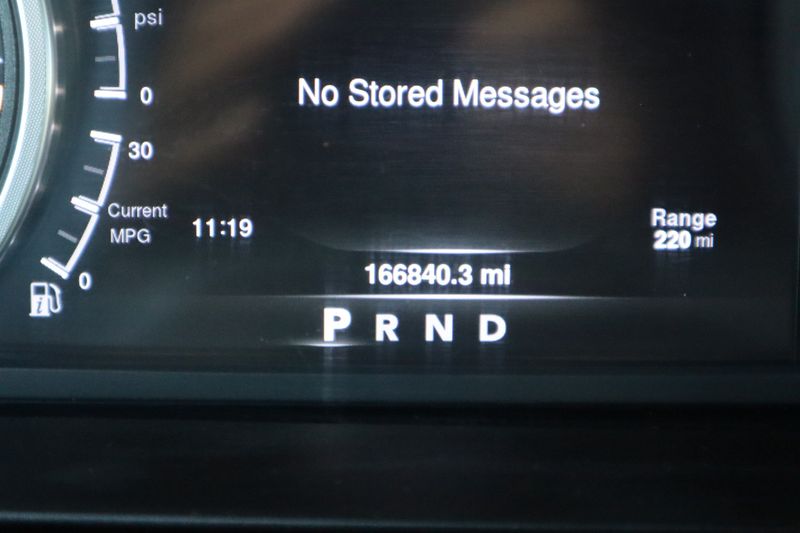 psi
0
No Stored Messages
30
Current
MPG
11:19
Range
220 mi
0
166840.3 mi
i
P R N D